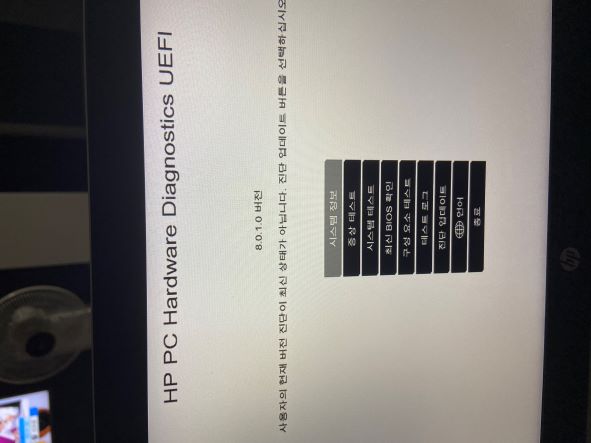 HP PC Hardware Diagnostics UEFI
8.0.1.0 버전
사용자의 현재 버전 진단이 최신 상태가 아닙니다. 진단 업데이트 버튼을 선택하십시오
시스템 정보
증상 테스트
시스템 테스트
최신 BIOS 확인
구성 요소 테스트
테스트 로그
진단 업데이트
언어
종료
hp